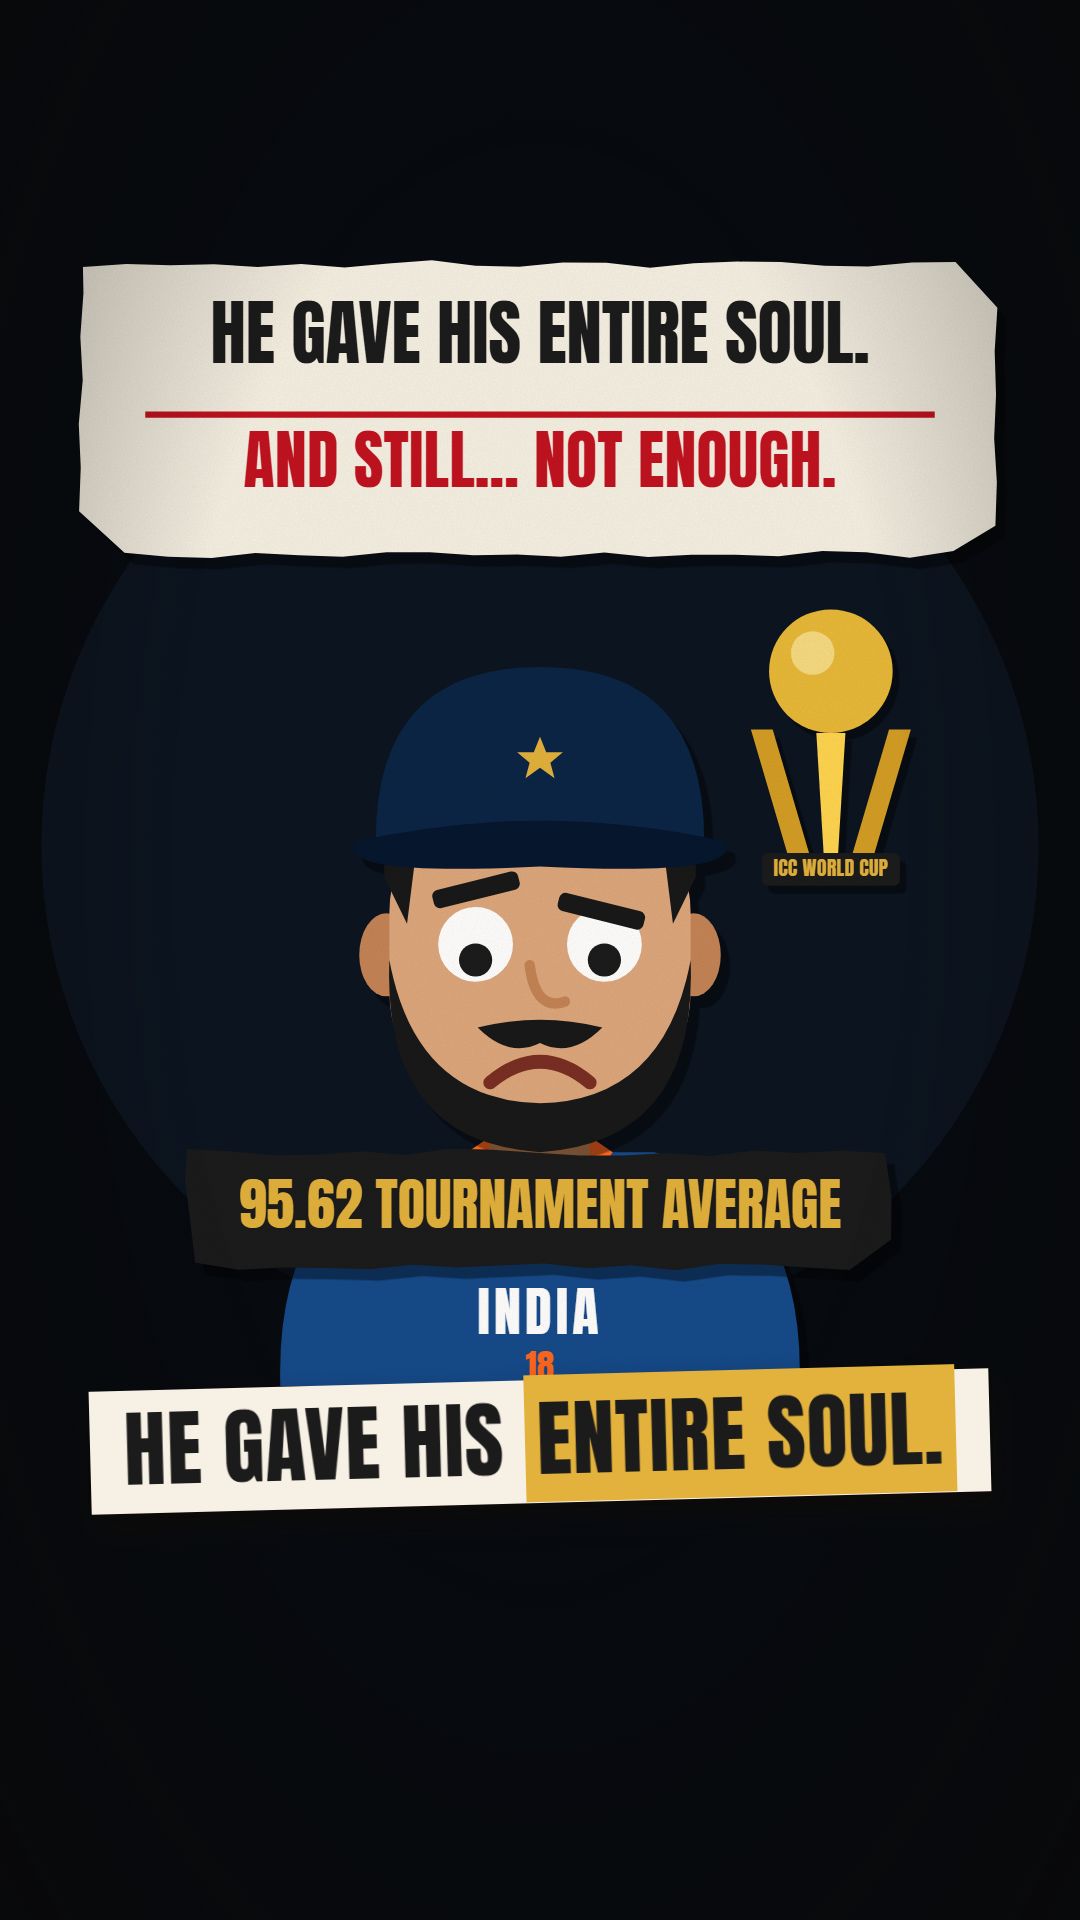 HE GAVE HIS ENTIRE SOUL.
AND STILL... NOT ENOUGH.
ICC WORLD CUP
95.62 TOURNAMENT AVERAGE
INDIA
18
HE GAVE HIS ENTIRE SOUL.